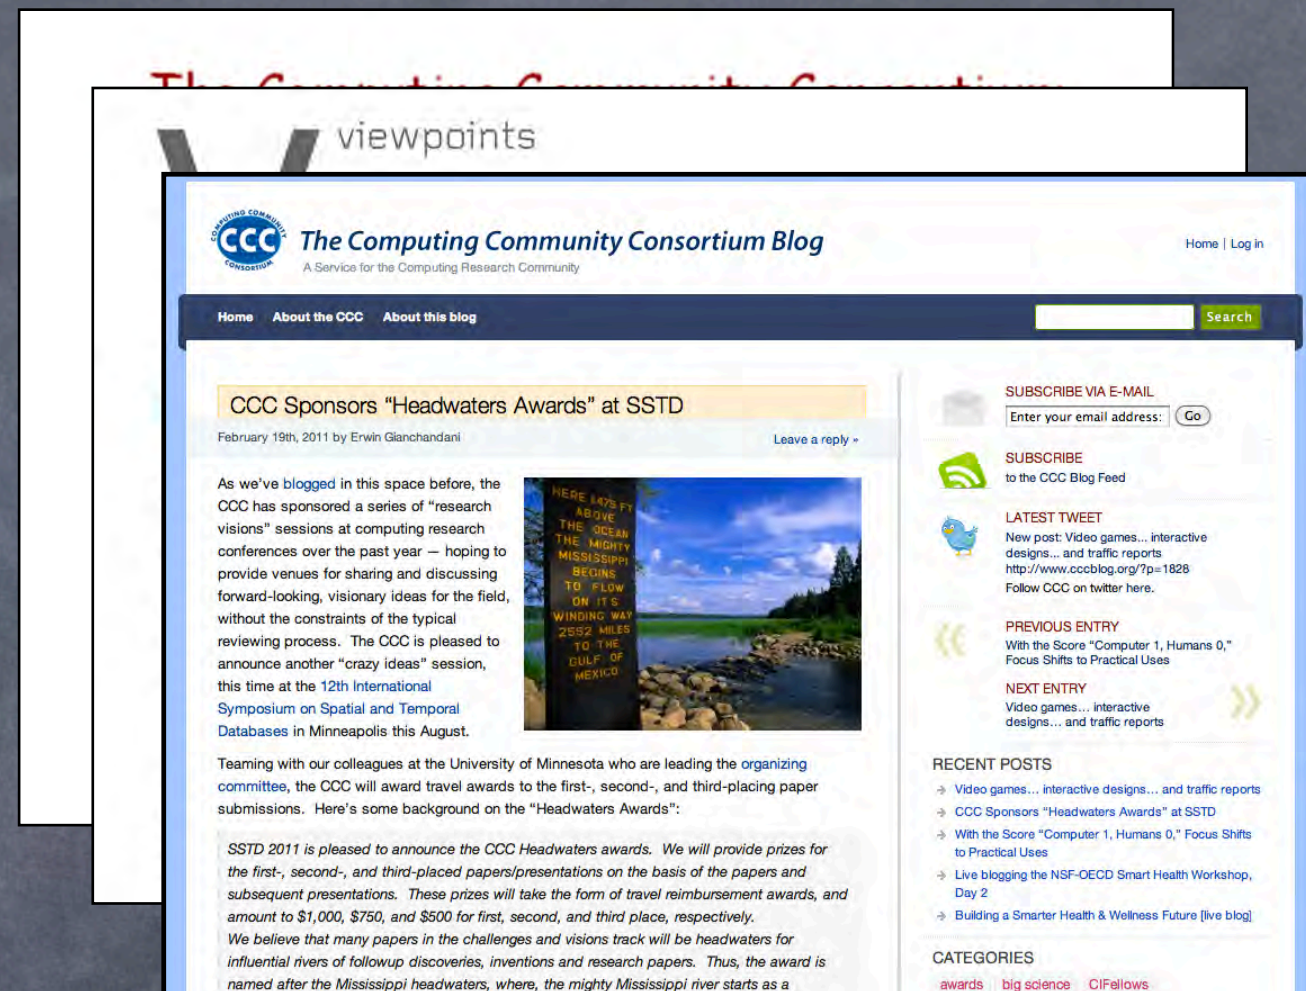 The Computing Community Consortium
viewpoints
COMPUTING COMMUNITY
CCC
CONSORTIUM
The Computing Community Consortium Blog
A Service for the Computing Research Community
Home | Log in
Home About the CCC About this blog
Search
CCC Sponsors “Headwaters Awards” at SSTD
February 19th, 2011 by Erwin Gianchandani
Leave a reply »
As we’ve blogged in this space before, the
CCC has sponsored a series of “research
visions” sessions at computing research
conferences over the past year — hoping to
provide venues for sharing and discussing
forward-looking, visionary ideas for the field,
without the constraints of the typical
reviewing process. The CCC is pleased to
announce another “crazy ideas” session,
this time at the 12th International
Symposium on Spatial and Temporal
Databases in Minneapolis this August.
HERE 1475 FT
ABOVE
THE OCEAN
THE MIGHTY
MISSISSIPPI
BEGINS
TO FLOW
ON ITS
WINDING WAY
2552 MILES
TO THE
GULF OF
MEXICO
Teaming with our colleagues at the University of Minnesota who are leading the organizing
committee, the CCC will award travel awards to the first-, second-, and third-placing paper
submissions. Here’s some background on the “Headwaters Awards”:
SSTD 2011 is pleased to announce the CCC Headwaters awards. We will provide prizes for
the first-, second-, and third-placed papers/presentations on the basis of the papers and
subsequent presentations. These prizes will take the form of travel reimbursement awards, and
amount to $1,000, $750, and $500 for first, second, and third place, respectively.
We believe that many papers in the challenges and visions track will be headwaters for
influential rivers of followup discoveries, inventions and research papers. Thus, the award is
named after the Mississippi headwaters, where, the mighty Mississippi river starts as a
SUBSCRIBE VIA E-MAIL
Enter your email address: Go
SUBSCRIBE
to the CCC Blog Feed
LATEST TWEET
New post: Video games... interactive
designs... and traffic reports
http://www.cccblog.org/?p=1828
Follow CCC on twitter here.
PREVIOUS ENTRY
With the Score “Computer 1, Humans 0,”
Focus Shifts to Practical Uses
NEXT ENTRY
Video games… interactive
designs… and traffic reports
RECENT POSTS
Video games… interactive designs… and traffic reports
CCC Sponsors “Headwaters Awards” at SSTD
With the Score “Computer 1, Humans 0,” Focus Shifts
to Practical Uses
Live blogging the NSF-OECD Smart Health Workshop,
Day 2
Building a Smarter Health & Wellness Future [live blog]
CATEGORIES
awards big science CIFellows